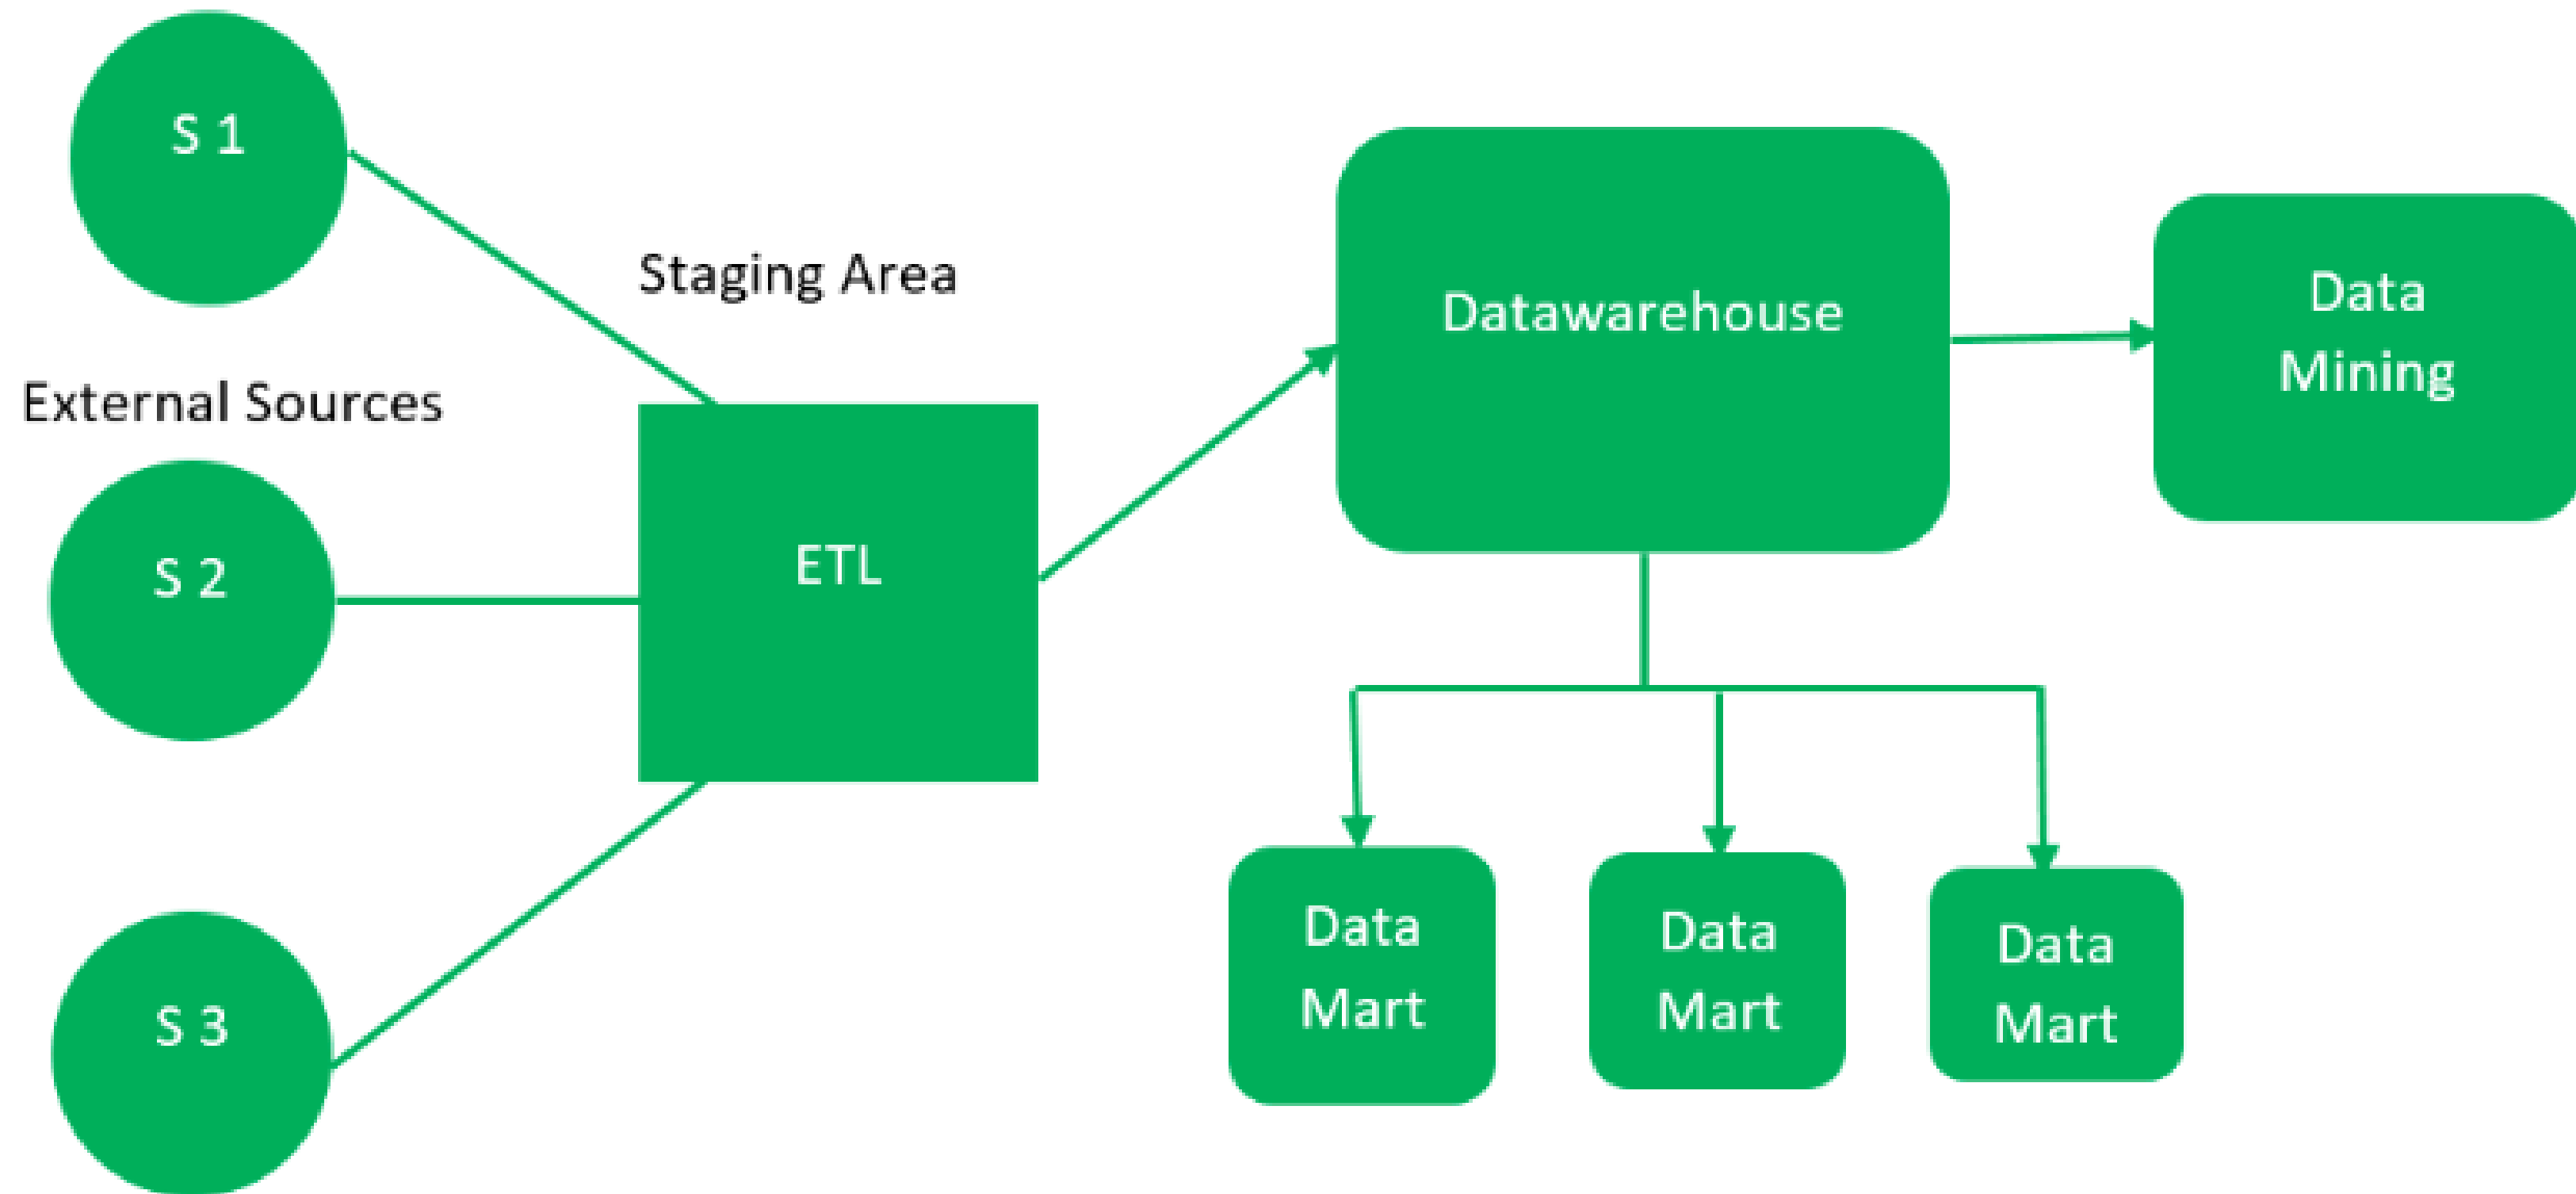 S 1
Staging Area
External Sources
S 2
ETL
S 3
Datawarehouse
Data
Mining
Data
Mart
Data
Mart
Data
Mart